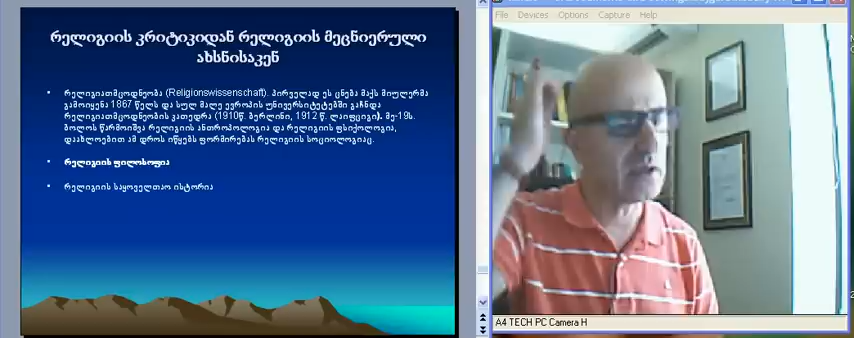 რელიგიის კრიტიკიდან რელიგიის მეცნიერული
ახსნისაკენ
• რელიგიათმცოდნეობა (Religionswissenschaft). პირველად ეს ცნება მაქს მიულერმა
გამოიყენა 1867 წელს და სულ მალე ევროპის უნივერსიტეტებში გაჩნდა
რელიგიათმცოდნეობის კათედრა (1910წ. ბერლინი, 1912 წ. ლაიფციგი). მე-19ს.
ბოლოს წარმოიშვა რელიგიის ანთროპოლოგია და რელიგიის ფსიქოლოგია,
დაახლოებით ამ დროს იწყებს ფორმირებას რელიგიის სოციოლოგიაც.
• რელიგიის ფილოსოფია
• რელიგიის საყოველთაო ისტორია
File Devices Options Capture Help
A4 TECH PC Camera H